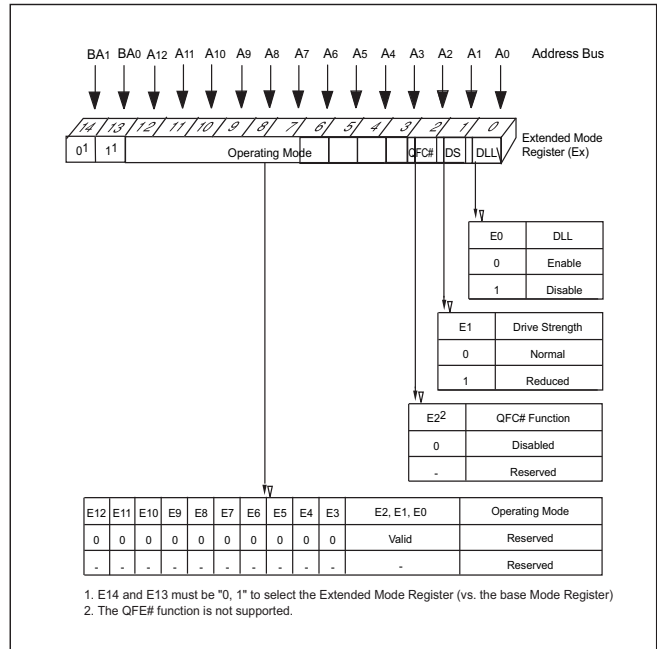 BA1 BA0 A12 A11 A10 A9 A8 A7 A6 A5 A4 A3 A2 A1 A0 Address Bus
14 13 12 11 10 9 8 7 6 5 4 3 2 1 0
Extended Mode
Register (Ex)
0¹ 1¹ Operating Mode QFC# DS DLL
E0 DLL
0 Enable
1 Disable
E1 Drive Strength
0 Normal
1 Reduced
E2² QFC# Function
0 Disabled
- Reserved
E12 E11 E10 E9 E8 E7 E6 E5 E4 E3 E2, E1, E0 Operating Mode
0 0 0 0 0 0 0 0 0 0 Valid Reserved
- - - - - - - - - - - Reserved
1. E14 and E13 must be "0, 1" to select the Extended Mode Register (vs. the base Mode Register)
2. The QFE# function is not supported.